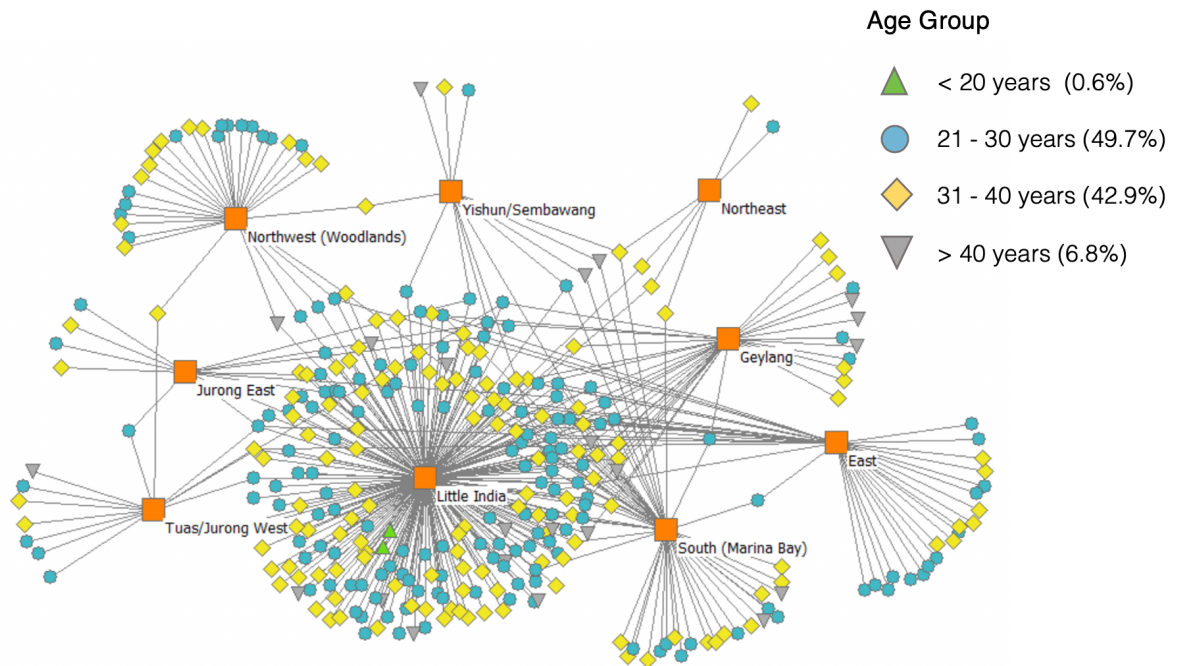 Age Group
< 20 years (0.6%)
21 - 30 years (49.7%)
31 - 40 years (42.9%)
> 40 years (6.8%)
Yishun/Sembawang
Northeast
Northwest (Woodlands)
Geylang
Jurong East
East
Little India
Tuas/Jurong West
South (Marina Bay)